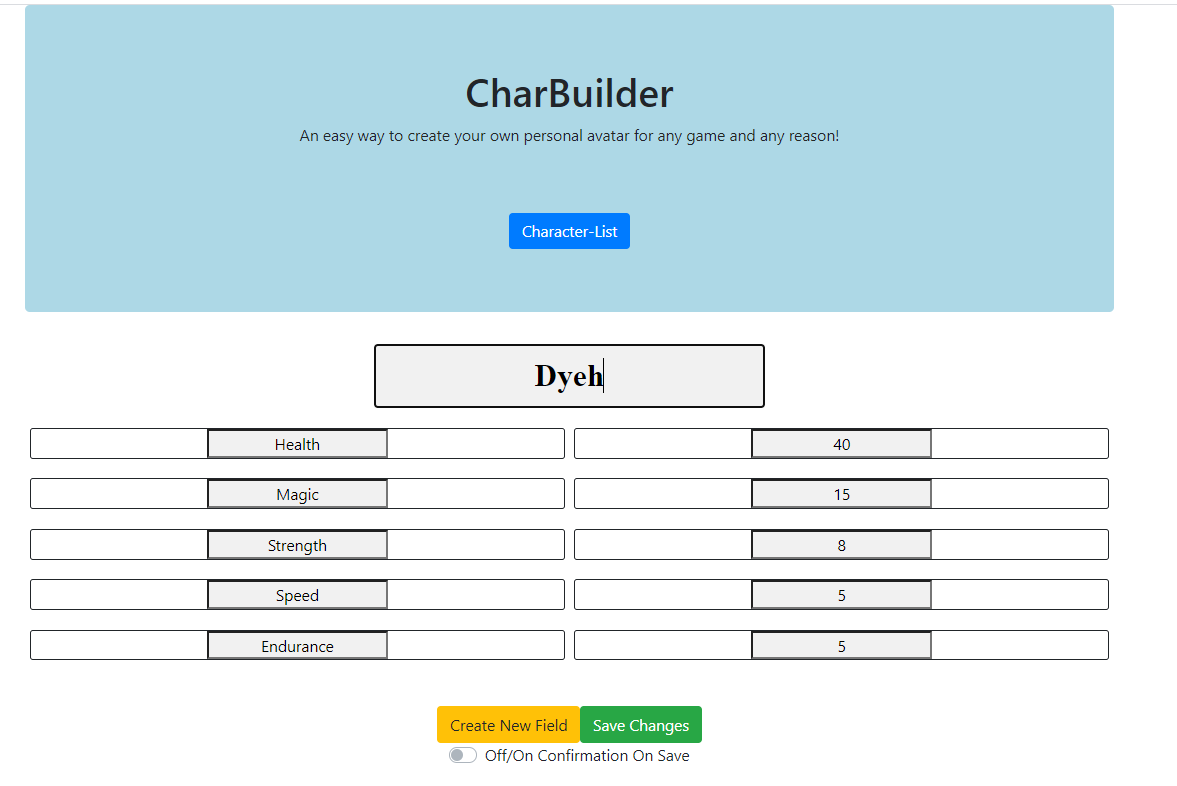 CharBuilder
An easy way to create your own personal avatar for any game and any reason!
Character-List
Dyeh
Health 40
Magic 15
Strength 8
Speed 5
Endurance 5
Create New Field Save Changes
Off/On Confirmation On Save